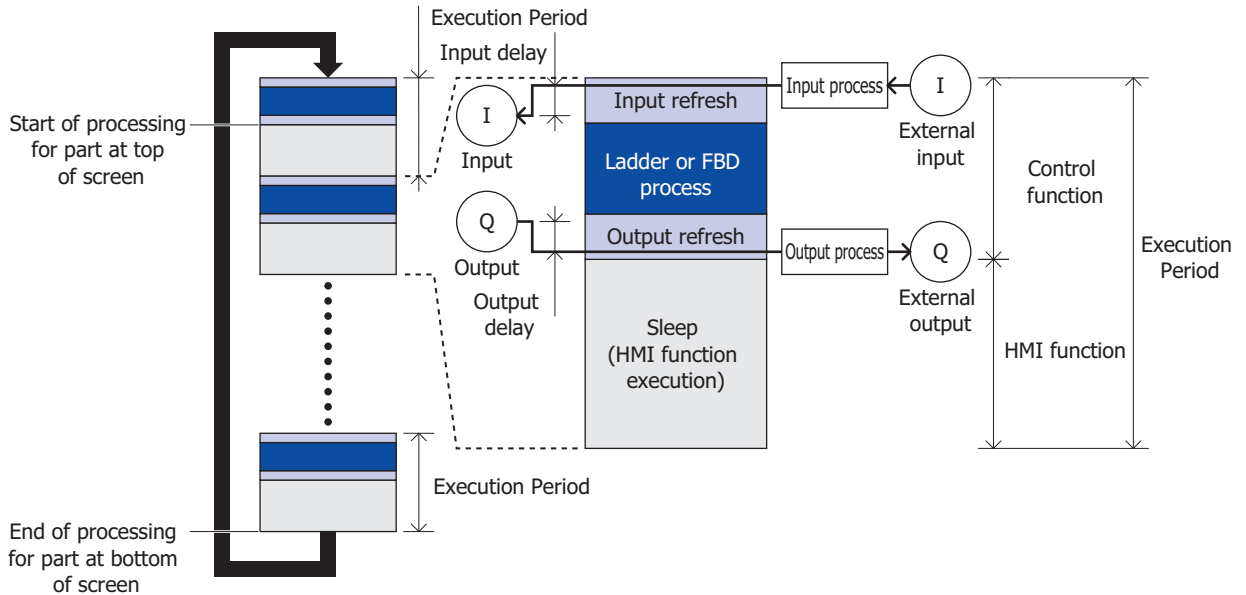 Execution Period
Input delay
Start of processing
for part at top
of screen
I
Input
Input refresh
Input process
I
External
input
Ladder or FBD
process
Control
function
Q
Output
Output refresh
Output process
Q
External
output
Execution
Period
Output
delay
Sleep
(HMI function
execution)
HMI function
Execution Period
End of processing
for part at bottom
of screen